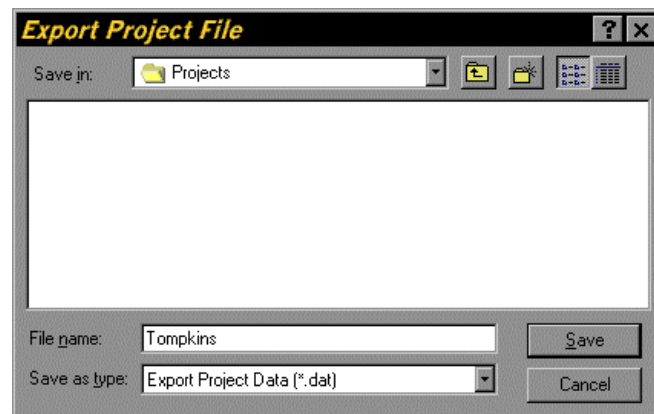 Export Project File
Save in: Projects
File name: Tompkins
Save
Save as type: Export Project Data (*.dat)
Cancel